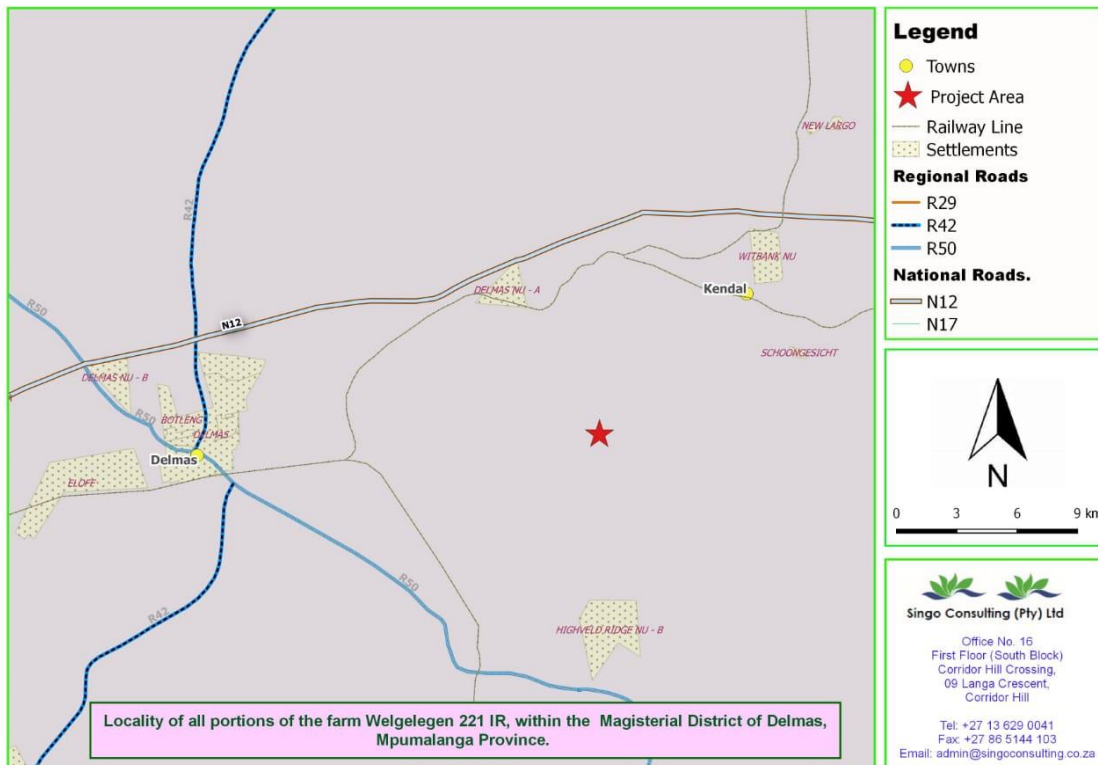 R42
NEW LARGO
WITBANK NU
DELMAS NU - A
Kendal
R50
N12
SCHOONGESICHT
DELMAS NU - B
R50
BOTLENG
DELMAS
Delmas
ELOFF
R50
R42
HIGHVELD RIDGE NU - B
Locality of all portions of the farm Welgelegen 221 IR, within the Magisterial District of Delmas,
Mpumalanga Province.
Legend
Towns
Project Area
Railway Line
Settlements
Regional Roads
R29
R42
R50
National Roads.
N12
N17
N
0 3 6 9 km
Singo Consulting (Pty) Ltd
Office No. 16
First Floor (South Block)
Corridor Hill Crossing,
09 Langa Crescent,
Corridor Hill
Tel: +27 13 629 0041
Fax: +27 86 5144 103
Email: admin@singoconsulting.co.za